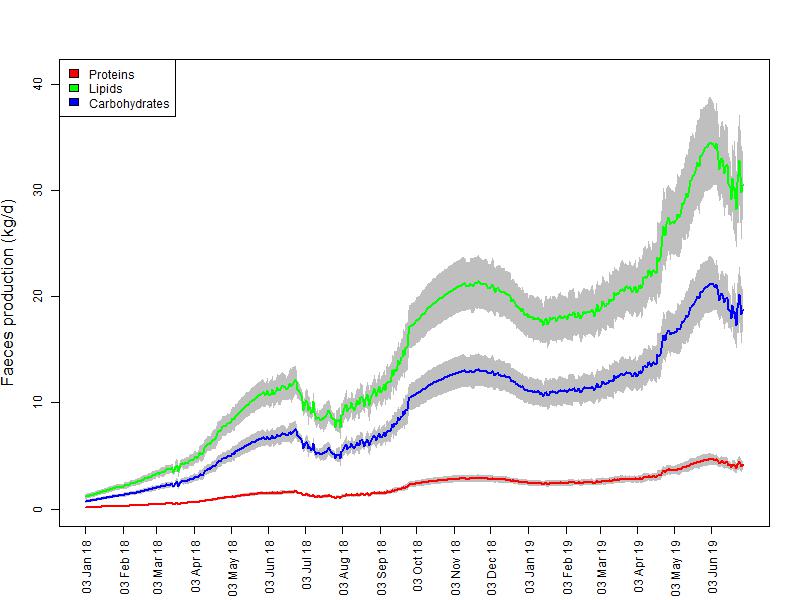 Proteins
Lipids
Carbohydrates
Faeces production (kg/d)
40
30
20
10
0
03 Jan 18
03 Feb 18
03 Mar 18
03 Apr 18
03 May 18
03 Jun 18
03 Jul 18
03 Aug 18
03 Sep 18
03 Oct 18
03 Nov 18
03 Dec 18
03 Jan 19
03 Feb 19
03 Mar 19
03 Apr 19
03 May 19
03 Jun 19